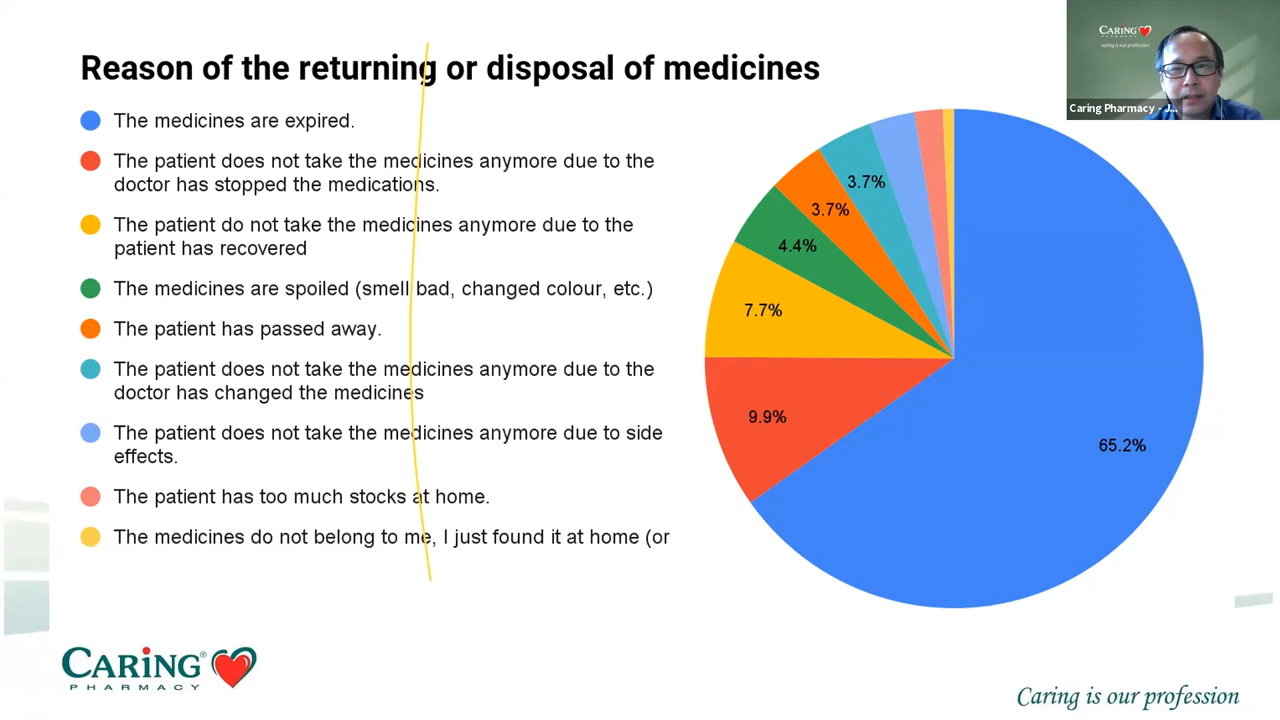 CARING
caring is our profession
Caring Pharmacy - J...
Reason of the returning or disposal of medicines
The medicines are expired.
The patient does not take the medicines anymore due to the
doctor has stopped the medications.
The patient do not take the medicines anymore due to the
patient has recovered
The medicines are spoiled (smell bad, changed colour, etc.)
The patient has passed away.
The patient does not take the medicines anymore due to the
doctor has changed the medicines
The patient does not take the medicines anymore due to side
effects.
The patient has too much stocks at home.
The medicines do not belong to me, I just found it at home (or
3.7%
3.7%
4.4%
7.7%
9.9%
65.2%
CARING®
PHARMACY
Caring is our profession